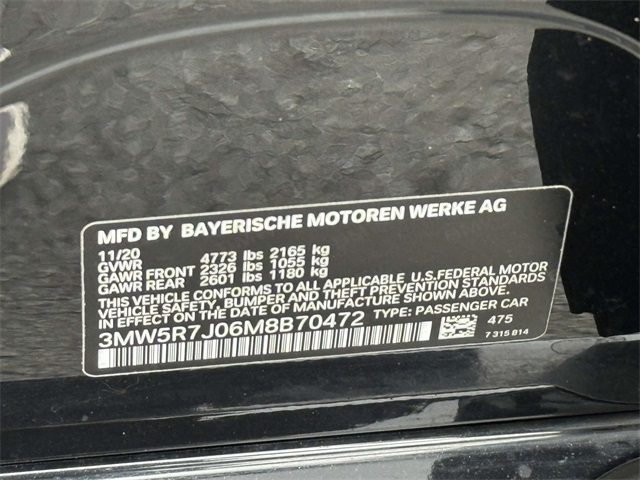 MFD BY BAYERISCHE MOTOREN WERKE AG
11/20
GVWR 4773 lbs 2165 kg
GAWR FRONT 2326 lbs 1055 kg
GAWR REAR 2601 lbs 1180 kg
THIS VEHICLE CONFORMS TO ALL APPLICABLE U.S.FEDERAL MOTOR
VEHICLE SAFETY, BUMPER, AND THEFT PREVENTION STANDARDS
IN EFFECT ON THE DATE OF MANUFACTURE SHOWN ABOVE.
3MW5R7J06M8B70472 TYPE: PASSENGER CAR
475
7 315 814